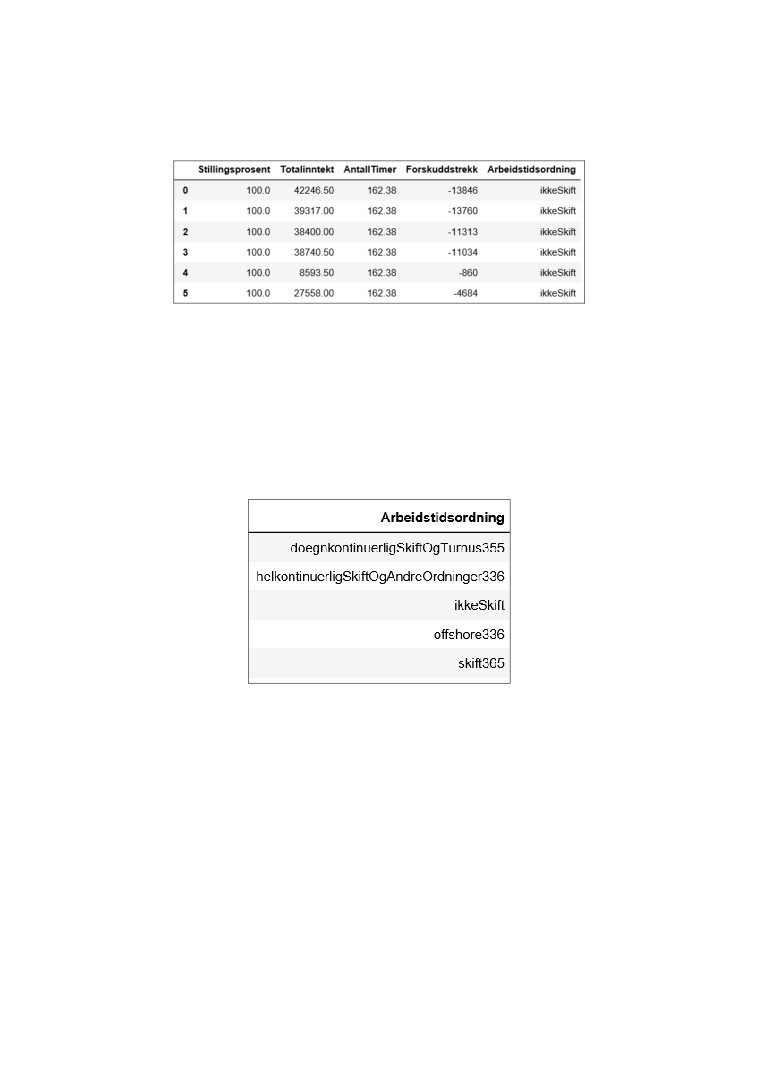 Stillingsprosent Totalinntekt AntallTimer Forskuddstrekk Arbeidstidsordning
0 100.0 42246.50 162.38 -13846 ikkeSkift
1 100.0 39317.00 162.38 -13760 ikkeSkift
2 100.0 38400.00 162.38 -11313 ikkeSkift
3 100.0 38740.50 162.38 -11034 ikkeSkift
4 100.0 8593.50 162.38 -860 ikkeSkift
5 100.0 27558.00 162.38 -4684 ikkeSkift
Arbeidstidsordning
doegnkontinuerligSkiftOgTurnus355
helkontinuerligSkiftOgAndreOrdninger336
ikkeSkift
offshore336
skift365